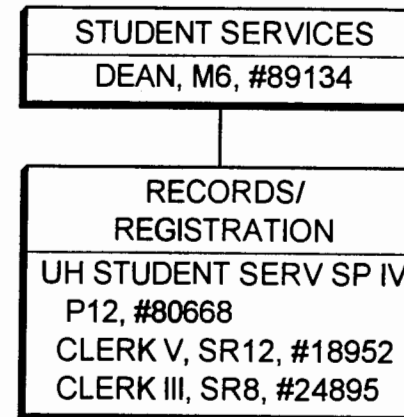 STUDENT SERVICES
DEAN, M6, #89134
RECORDS/
REGISTRATION
UH STUDENT SERV SP IV
P12, #80668
CLERK V, SR12, #18952
CLERK III, SR8, #24895